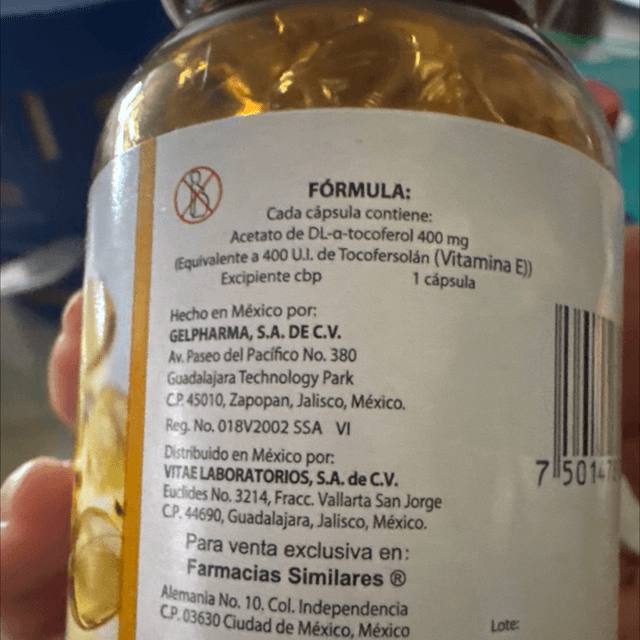 FÓRMULA:
Cada cápsula contiene:
Acetato de DL-α-tocoferol 400 mg
(Equivalente a 400 U.I. de Tocofersolán (Vitamina E))
Excipiente cbp 1 cápsula
Hecho en México por:
GELPHARMA, S.A. DE C.V.
Av. Paseo del Pacífico No. 380
Guadalajara Technology Park
C.P. 45010, Zapopan, Jalisco, México.
Reg. No. 018V2002 SSA VI
Distribuido en México por:
VITAE LABORATORIOS, S.A. de C.V.
Euclides No. 3214, Fracc. Vallarta San Jorge
C.P. 44690, Guadalajara, Jalisco, México.
7 50147
Para venta exclusiva en:
Farmacias Similares ®
Alemania No. 10, Col. Independencia
C.P. 03630 Ciudad de México, México
Lote: